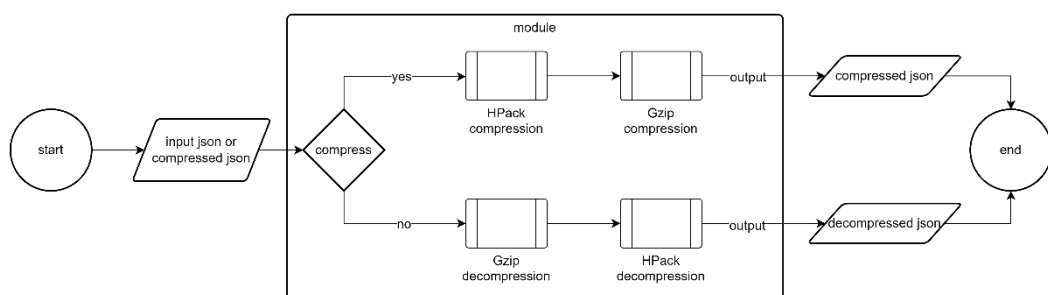 module
start
input json or
compressed json
compress
yes
HPack
compression
Gzip
compression
output
compressed json
no
Gzip
decompression
HPack
decompression
output
decompressed json
end